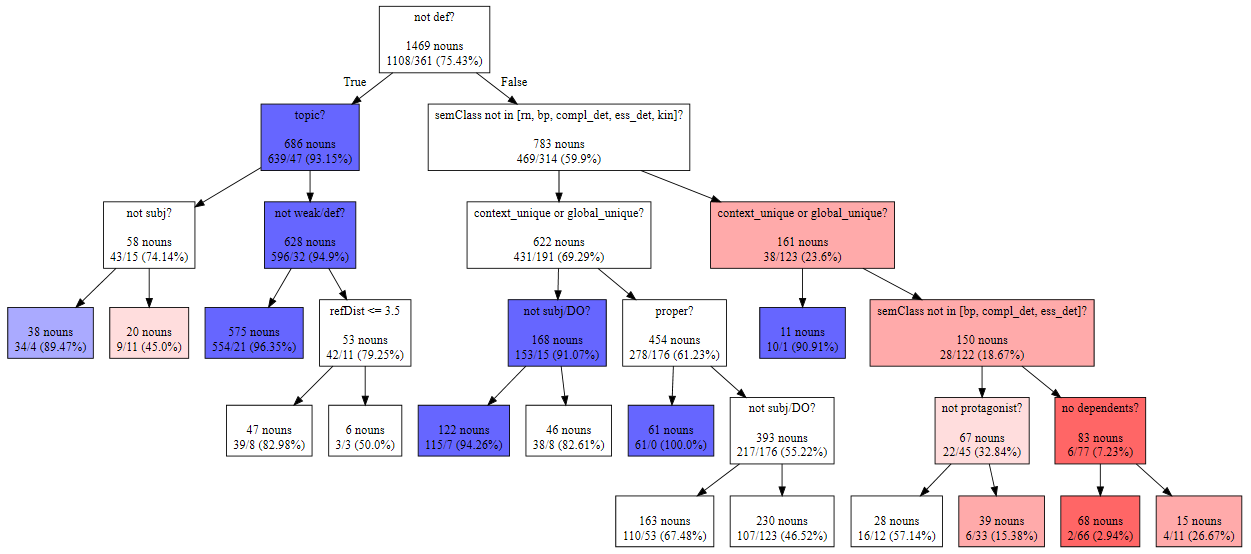 not def?
1469 nouns
1108/361 (75.43%)
True
False
topic?
686 nouns
639/47 (93.15%)
semClass not in [rn, bp, compl_det, ess_det, kin]?
783 nouns
469/314 (59.9%)
not subj?
58 nouns
43/15 (74.14%)
not weak/def?
628 nouns
596/32 (94.9%)
context_unique or global_unique?
622 nouns
431/191 (69.29%)
context_unique or global_unique?
161 nouns
38/123 (23.6%)
38 nouns
34/4 (89.47%)
20 nouns
9/11 (45.0%)
575 nouns
554/21 (96.35%)
refDist <= 3.5
53 nouns
42/11 (79.25%)
not subj/DO?
168 nouns
153/15 (91.07%)
proper?
454 nouns
278/176 (61.23%)
11 nouns
10/1 (90.91%)
semClass not in [bp, compl_det, ess_det]?
150 nouns
28/122 (18.67%)
47 nouns
39/8 (82.98%)
6 nouns
3/3 (50.0%)
122 nouns
115/7 (94.26%)
46 nouns
38/8 (82.61%)
61 nouns
61/0 (100.0%)
not subj/DO?
393 nouns
217/176 (55.22%)
not protagonist?
67 nouns
22/45 (32.84%)
no dependents?
83 nouns
6/77 (7.23%)
163 nouns
110/53 (67.48%)
230 nouns
107/123 (46.52%)
28 nouns
16/12 (57.14%)
39 nouns
6/33 (15.38%)
68 nouns
2/66 (2.94%)
15 nouns
4/11 (26.67%)